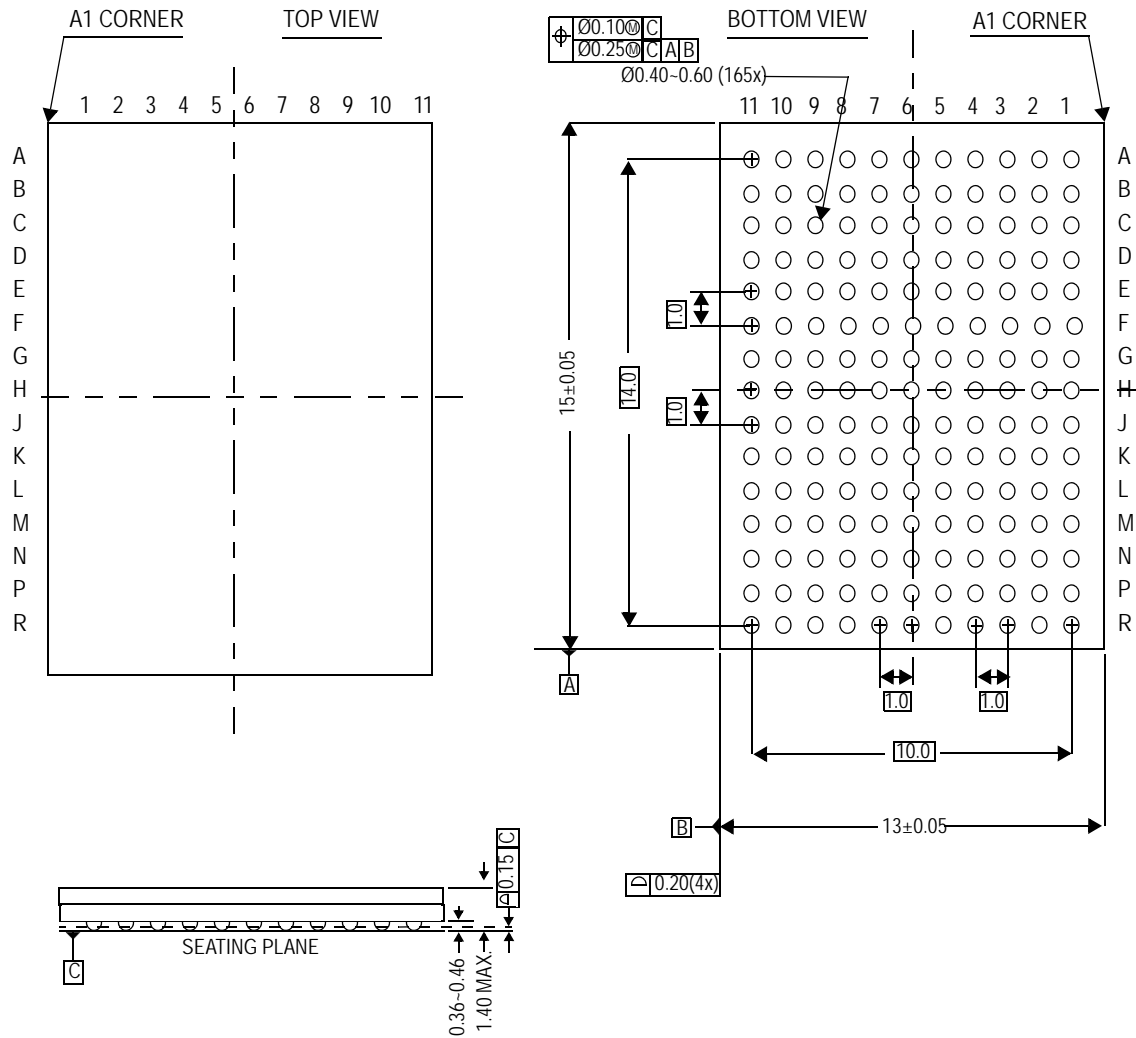 A1 CORNER
TOP VIEW
1 2 3 4 5 6 7 8 9 10 11
A
B
C
D
E
F
G
H
J
K
L
M
N
P
R
Ø0.10Ⓜ C
Ø0.25Ⓜ C A B
BOTTOM VIEW
A1 CORNER
Ø0.40~0.60 (165x)
11 10 9 8 7 6 5 4 3 2 1
A
B
C
D
E
F
G
H
J
K
L
M
N
P
R
15±0.05
14.0
1.0
1.0
A
1.0
1.0
10.0
B
13±0.05
0.20(4x)
0.15 C
SEATING PLANE
C
0.36~0.46
1.40 MAX.